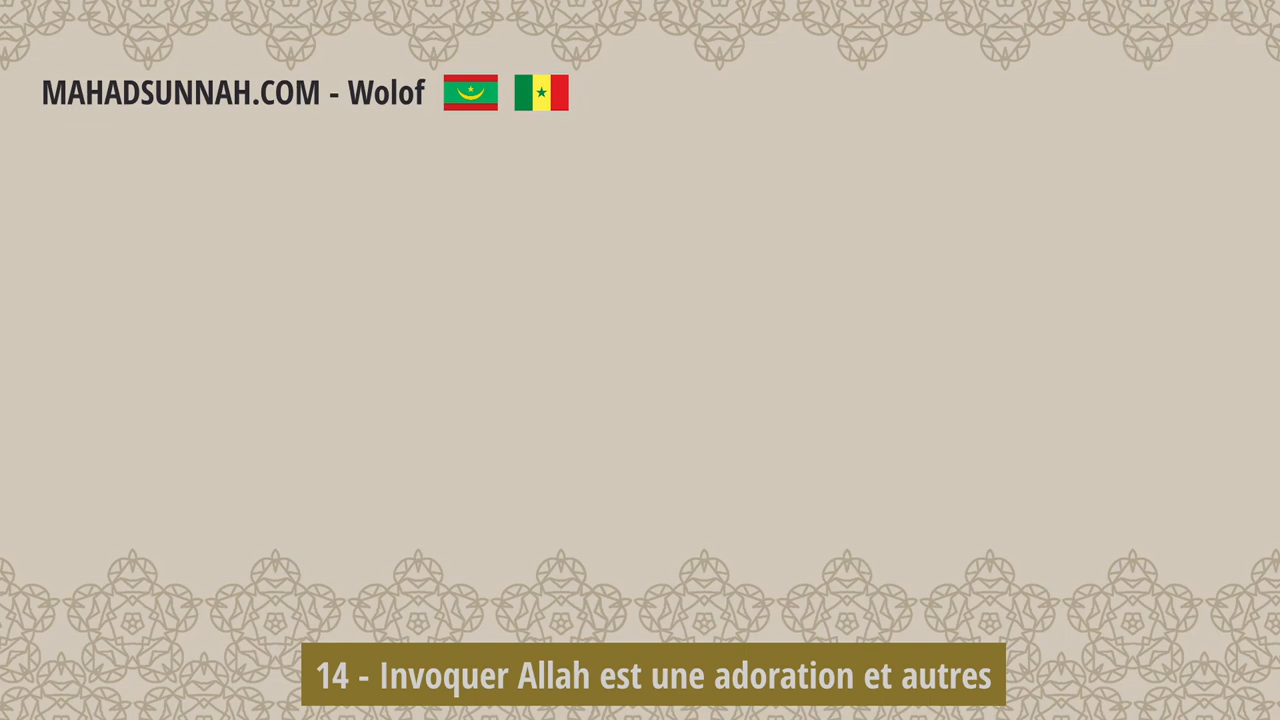 MAHADSUNNAH.COM - Wolof
14 - Invoquer Allah est une adoration et autres